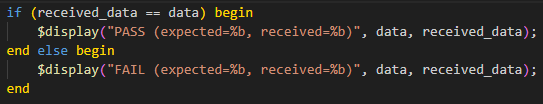 if (received_data == data) begin
    $display("PASS (expected=%b, received=%b)", data, received_data);
end else begin
    $display("FAIL (expected=%b, received=%b)", data, received_data);
end